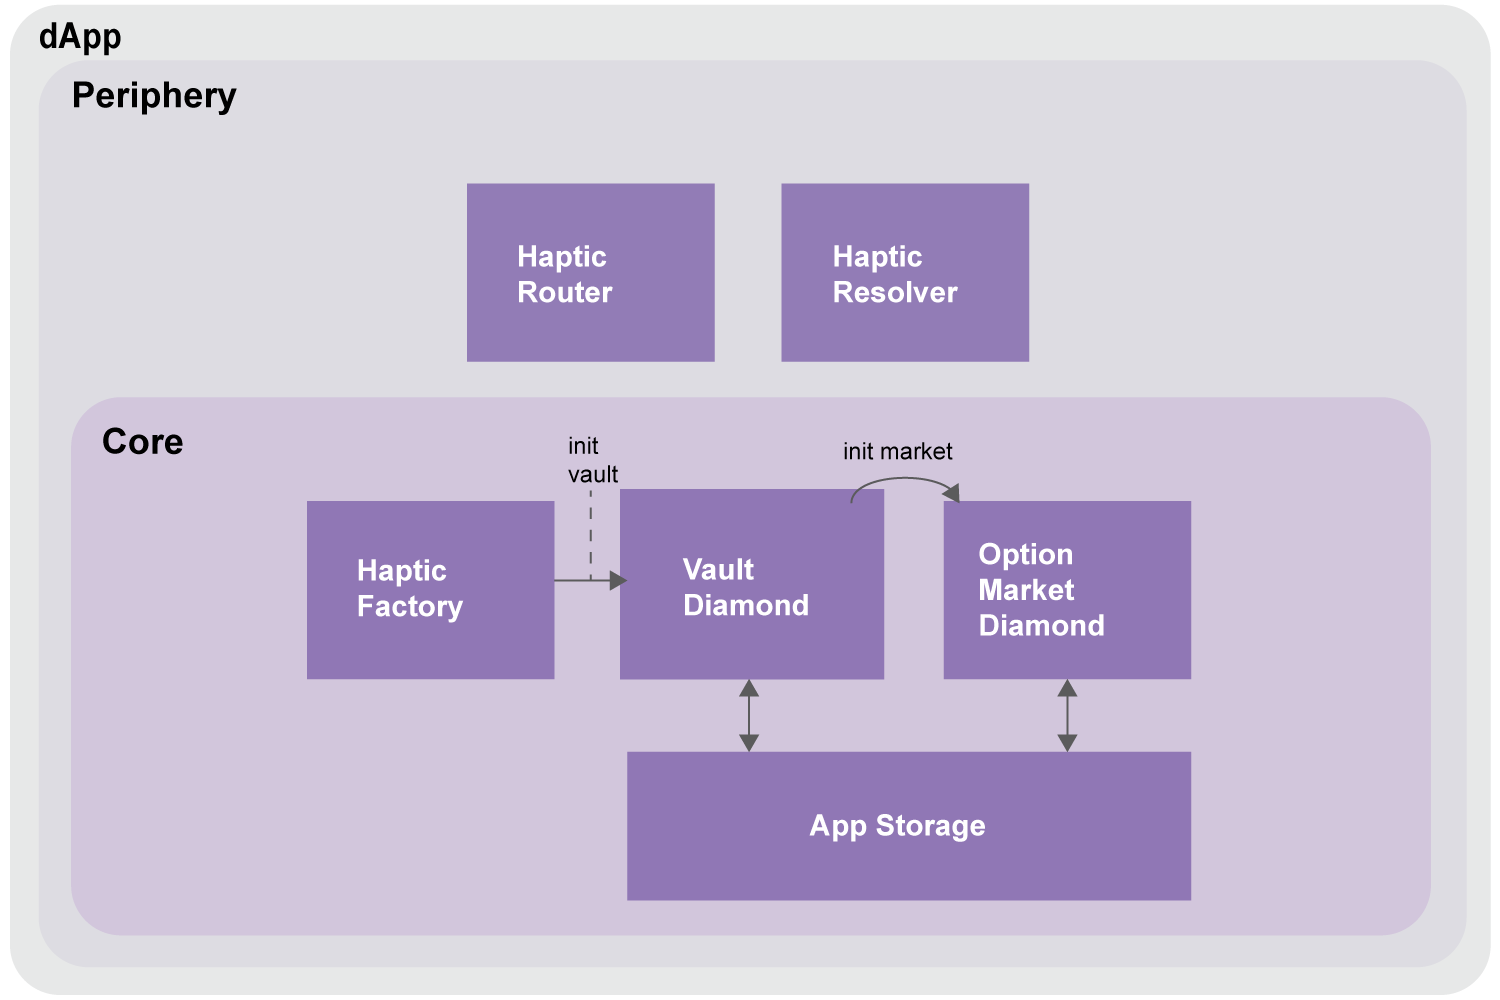 dApp
Periphery
Haptic
Router
Haptic
Resolver
Core
init
vault
init market
Haptic
Factory
Vault
Diamond
Option
Market
Diamond
App Storage